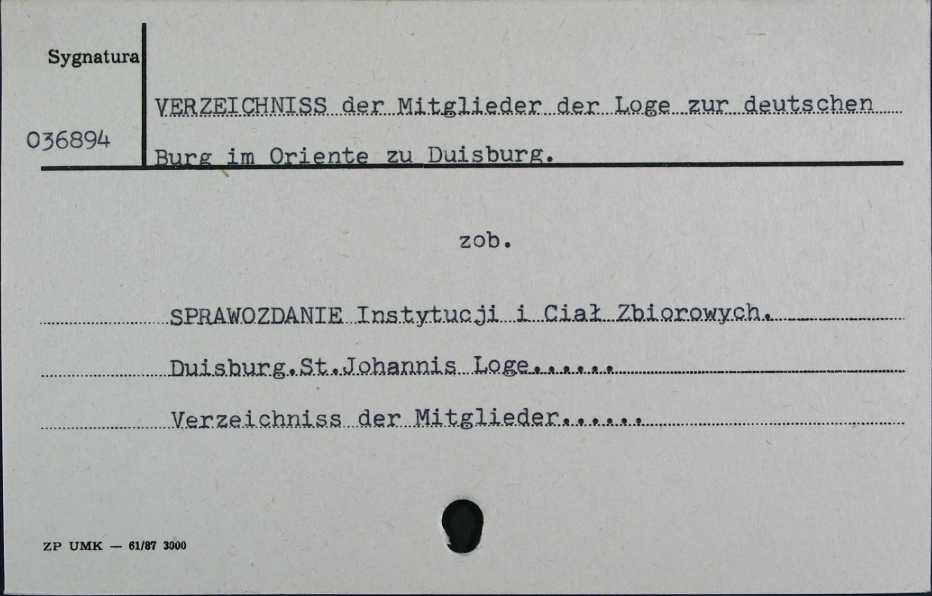 Sygnatura
VERZEICHNISS der Mitglieder der Loge zur deutschen
036894
Burg im Oriente zu Duisburg.
zob.
SPRAWOZDANIE Instytucji i Ciał Zbiorowych.
Duisburg.St.Johannis Loge......
Verzeichniss der Mitglieder......
ZP UMK — 61/87 3000